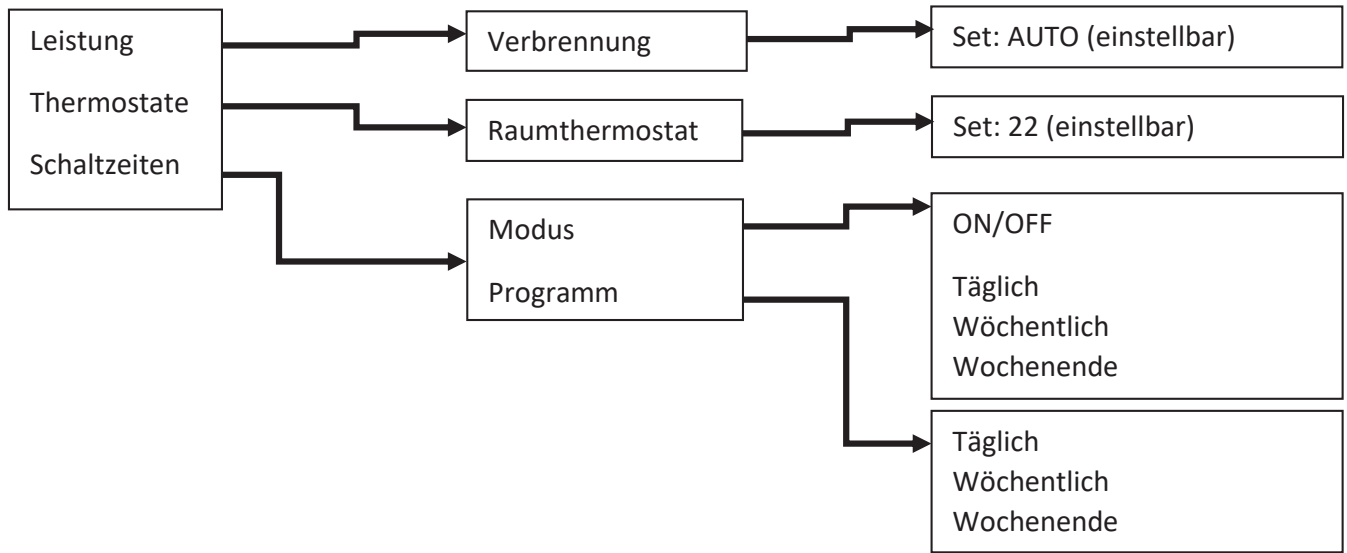 Leistung
Thermostate
Schaltzeiten
Verbrennung
Set: AUTO (einstellbar)
Raumthermostat
Set: 22 (einstellbar)
Modus
Programm
ON/OFF
Täglich
Wöchentlich
Wochenende
Täglich
Wöchentlich
Wochenende